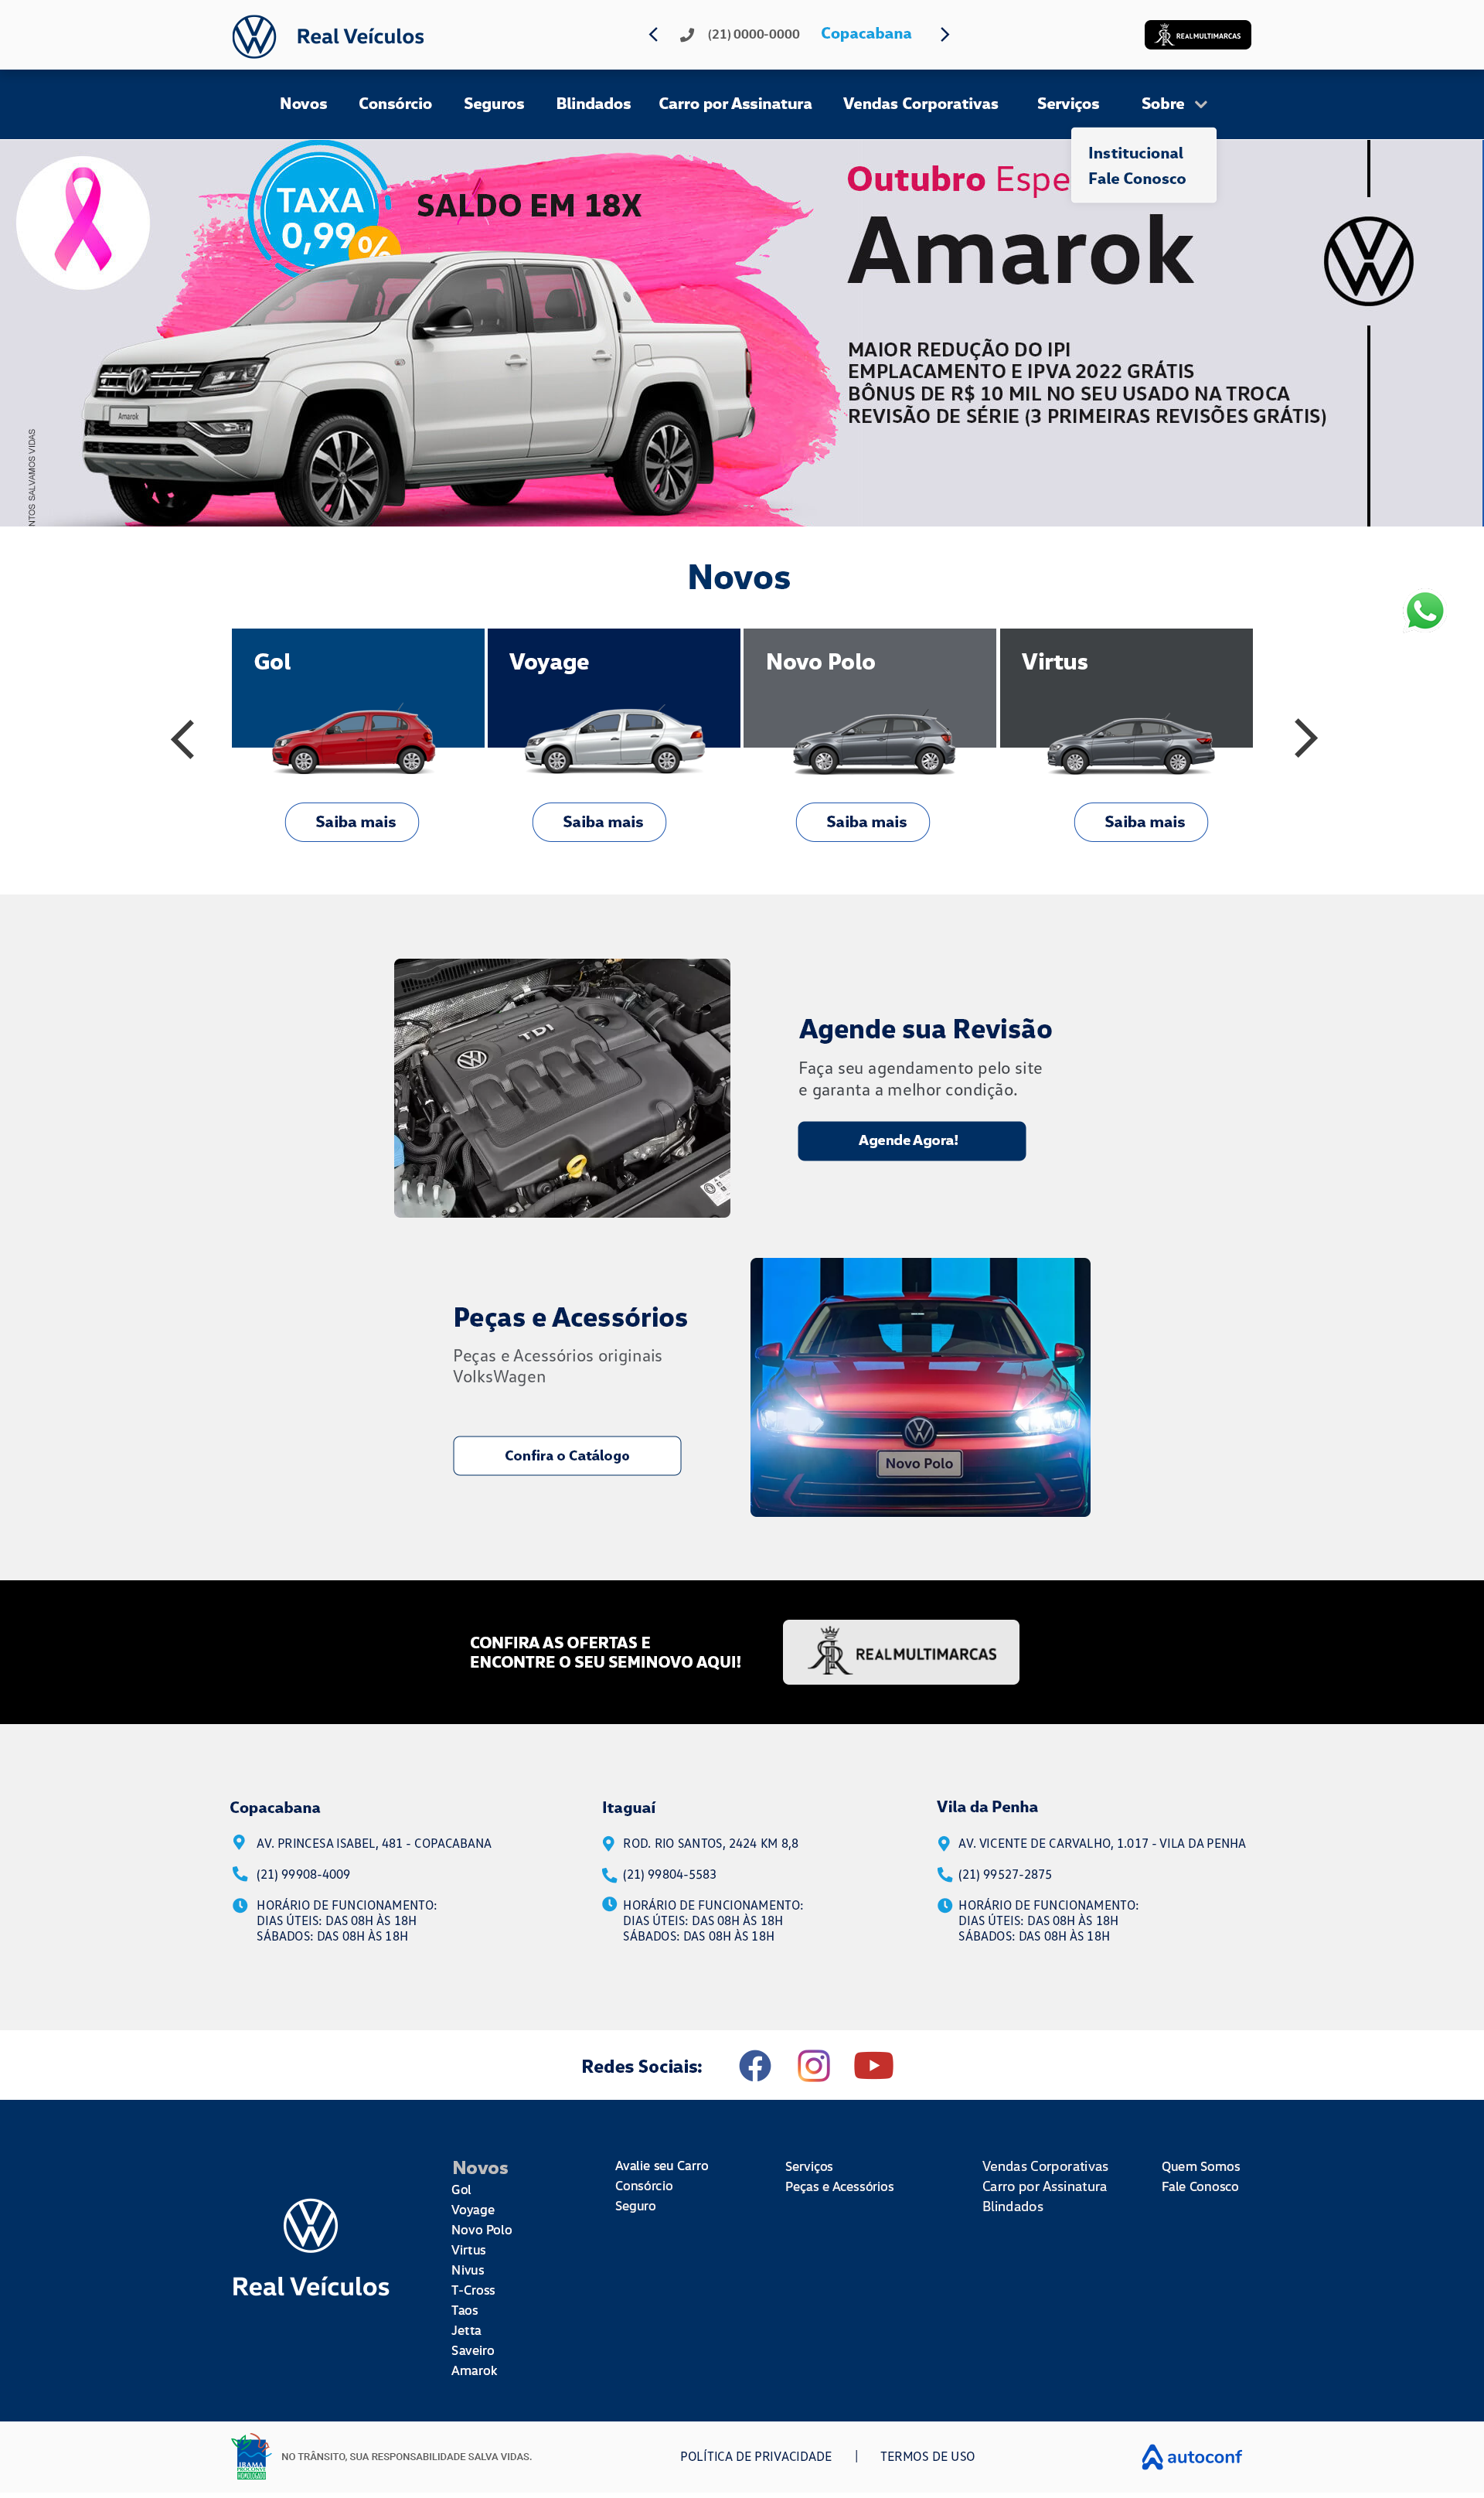 Real Veículos
(21) 0000-0000
Copacabana
REALMULTIMARCAS
Novos Consórcio Seguros Blindados Carro por Assinatura Vendas Corporativas Serviços Sobre
Institucional
Fale Conosco
TAXA
0,99%
SALDO EM 18X
Outubro Espe
Amarok
MAIOR REDUÇÃO DO IPI
EMPLACAMENTO E IPVA 2022 GRÁTIS
BÔNUS DE R$ 10 MIL NO SEU USADO NA TROCA
REVISÃO DE SÉRIE (3 PRIMEIRAS REVISÕES GRÁTIS)
Amarok
NTOS SALVAMOS VIDAS
Novos
Gol
Voyage
Novo Polo
Virtus
Saiba mais
Saiba mais
Saiba mais
Saiba mais
TDI
Agende sua Revisão
Faça seu agendamento pelo site
e garanta a melhor condição.
Agende Agora!
Peças e Acessórios
Peças e Acessórios originais
VolksWagen
Confira o Catálogo
Novo Polo
CONFIRA AS OFERTAS E
ENCONTRE O SEU SEMINOVO AQUI!
REALMULTIMARCAS
Copacabana
AV. PRINCESA ISABEL, 481 - COPACABANA
(21) 99908-4009
HORÁRIO DE FUNCIONAMENTO:
DIAS ÚTEIS: DAS 08H ÀS 18H
SÁBADOS: DAS 08H ÀS 18H
Itaguaí
ROD. RIO SANTOS, 2424 KM 8,8
(21) 99804-5583
HORÁRIO DE FUNCIONAMENTO:
DIAS ÚTEIS: DAS 08H ÀS 18H
SÁBADOS: DAS 08H ÀS 18H
Vila da Penha
AV. VICENTE DE CARVALHO, 1.017 - VILA DA PENHA
(21) 99527-2875
HORÁRIO DE FUNCIONAMENTO:
DIAS ÚTEIS: DAS 08H ÀS 18H
SÁBADOS: DAS 08H ÀS 18H
Redes Sociais:
Real Veículos
Novos
Gol
Voyage
Novo Polo
Virtus
Nivus
T-Cross
Taos
Jetta
Saveiro
Amarok
Avalie seu Carro
Consórcio
Seguro
Serviços
Peças e Acessórios
Vendas Corporativas
Carro por Assinatura
Blindados
Quem Somos
Fale Conosco
IBAMA
HOMOLOGADO
NO TRÂNSITO, SUA RESPONSABILIDADE SALVA VIDAS.
POLÍTICA DE PRIVACIDADE | TERMOS DE USO
autoconf